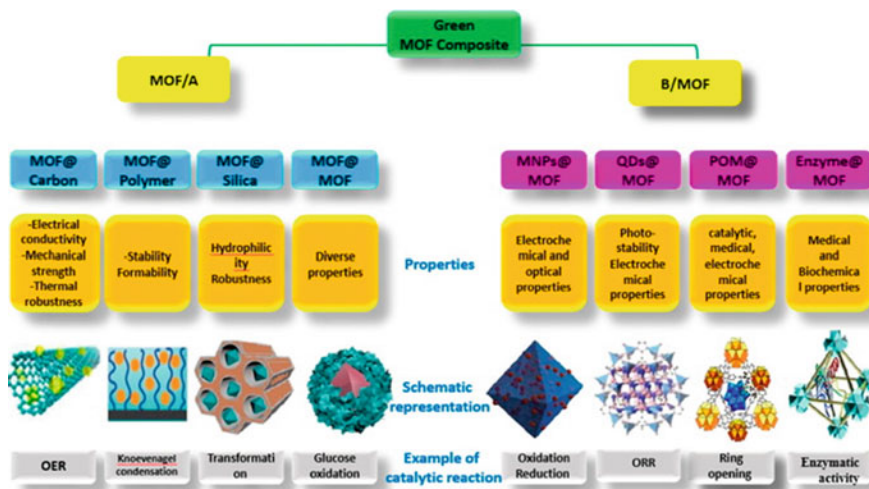 Green
MOF Composite
MOF/A
B/MOF
MOF@
Carbon
MOF@
Polymer
MOF@
Silica
MOF@
MOF
MNPs@
MOF
QDs@
MOF
POM@
MOF
Enzyme@
MOF
-Electrical
conductivity
-Mechanical
strength
-Thermal
robustness
-Stability
Formability
Hydrophilic
ity
Robustness
Diverse
properties
Properties
Electroche
mical and
optical
properties
Photo-
stability
Electroche
mical
properties
catalytic,
medical,
electroche
mical
properties
Medical
and
Biochemica
l properties
Schematic
representation
OER
Knoevenagel
condensation
Transformati
on
Glucose
oxidation
Example of
catalytic reaction
Oxidation
Reduction
ORR
Ring
opening
Enzymatic
activity